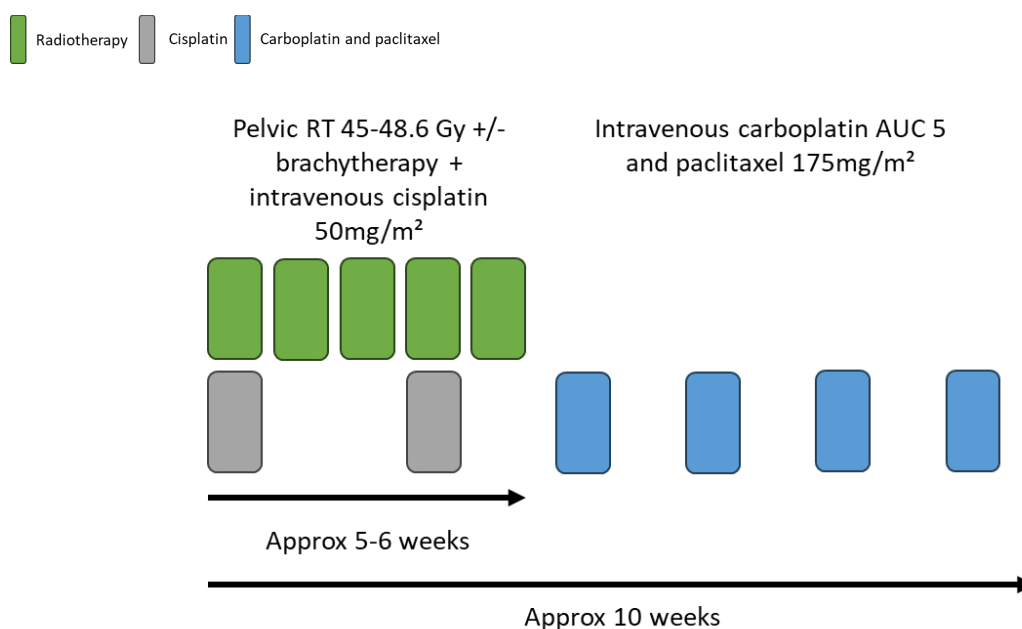 Radiotherapy
Cisplatin
Carboplatin and paclitaxel
Pelvic RT 45-48.6 Gy +/-
brachytherapy +
intravenous cisplatin
50mg/m²
Intravenous carboplatin AUC 5
and paclitaxel 175mg/m²
Approx 5-6 weeks
Approx 10 weeks